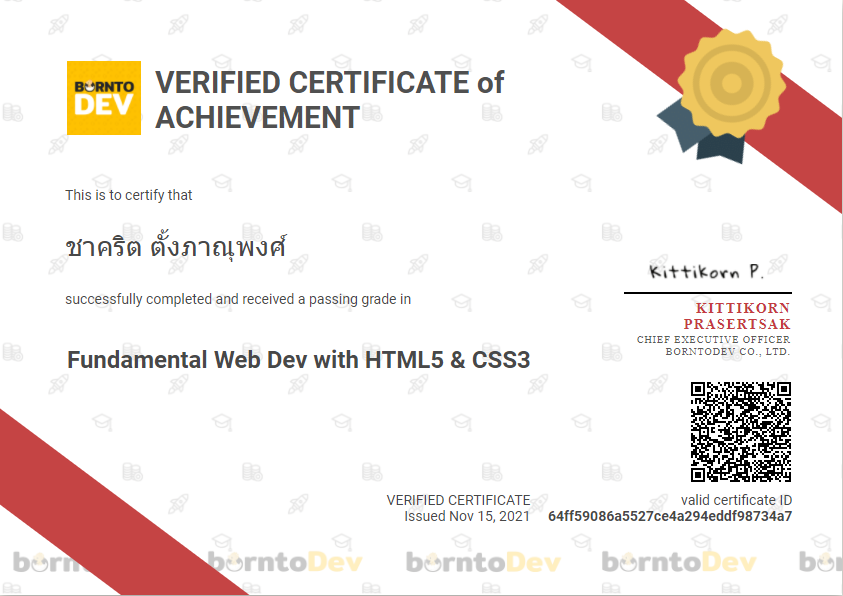 BORNTO
DEV
VERIFIED CERTIFICATE of
ACHIEVEMENT
This is to certify that
ชาคริต ตั้งภาณุพงศ์
successfully completed and received a passing grade in
Fundamental Web Dev with HTML5 & CSS3
Kittikorn P.
KITTIKORN
PRASERTSAK
CHIEF EXECUTIVE OFFICER
BORNTODEV CO., LTD.
VERIFIED CERTIFICATE
Issued Nov 15, 2021
valid certificate ID
64ff59086a5527ce4a294eddf98734a7
borntoDev borntoDev borntoDev